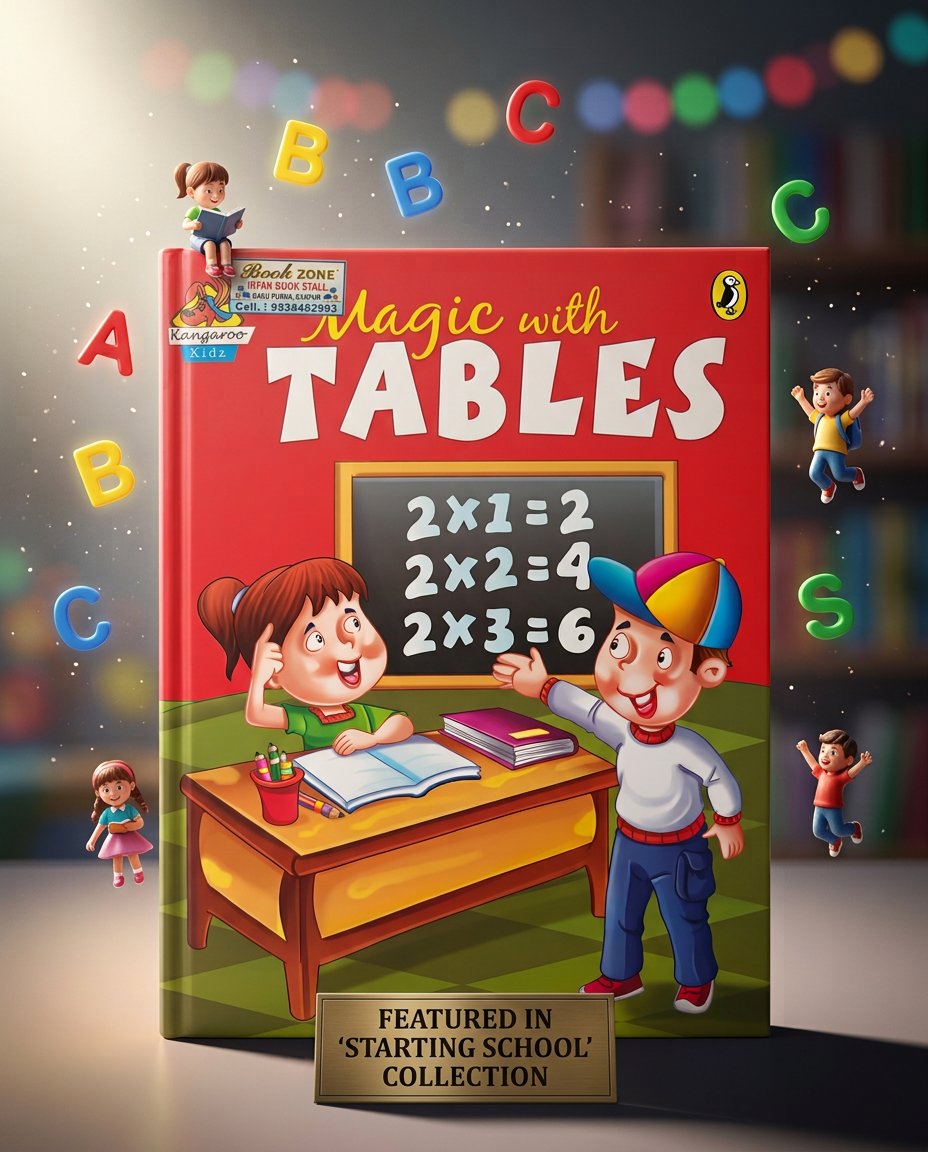 B
B
C
C
A
B
C
S
Book ZONE
IRFAN BOOK STALL
Cell. : 9338482993
Kangaroo
Kidz
Magic with
TABLES
2×1=2
2×2=4
2×3=6
FEATURED IN
‘STARTING SCHOOL’
COLLECTION